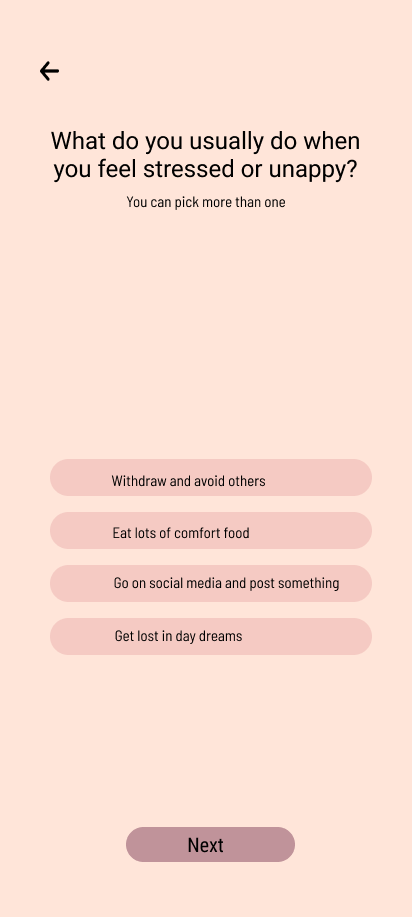 What do you usually do when
you feel stressed or unappy?
You can pick more than one
Withdraw and avoid others
Eat lots of comfort food
Go on social media and post something
Get lost in day dreams
Next